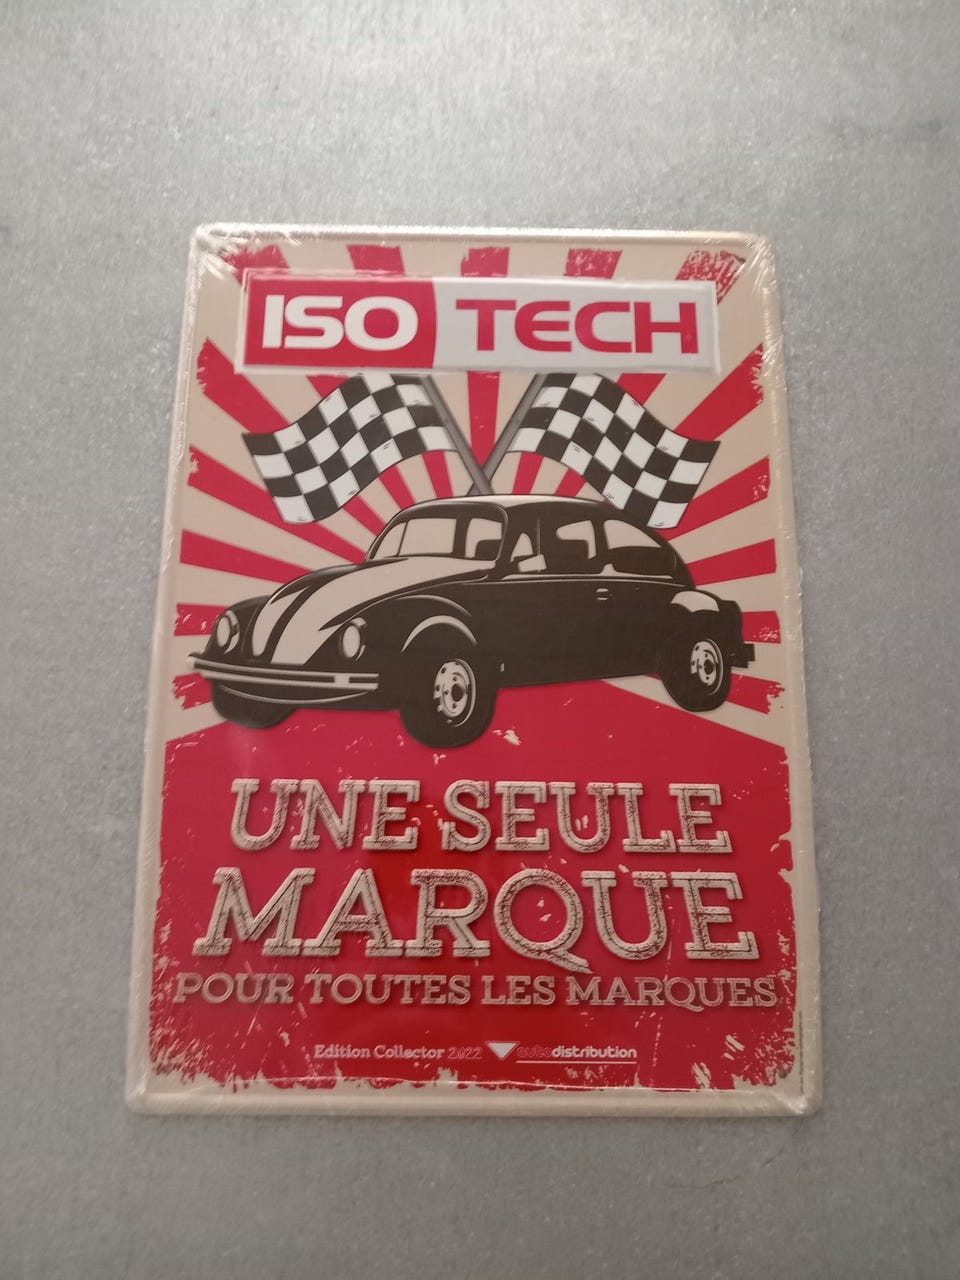 ISO TECH
UNE SEULE
MARQUE
POUR TOUTES LES MARQUES
Edition Collector 2022 autodistribution